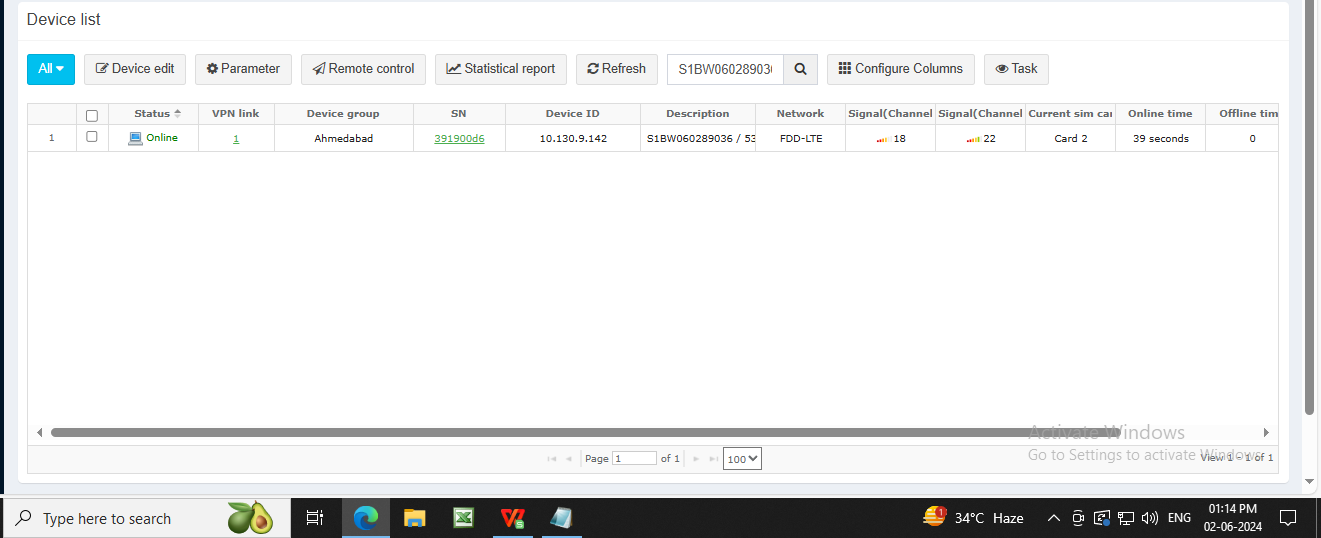 Device list
All Device edit Parameter Remote control Statistical report Refresh S1BW06028903 Configure Columns Task
Status VPN link Device group SN Device ID Description Network Signal(Channel Signal(Channel Current sim car Online time Offline tim
1 Online 1 Ahmedabad 391900d6 10.130.9.142 S1BW060289036 / 53 FDD-LTE 18 22 Card 2 39 seconds 0
Activate Windows
Go to Settings to activate Windows.
Page 1 of 1 100 View 1 - 1 of 1
Type here to search 1 34°C Haze ENG 01:14 PM
02-06-2024